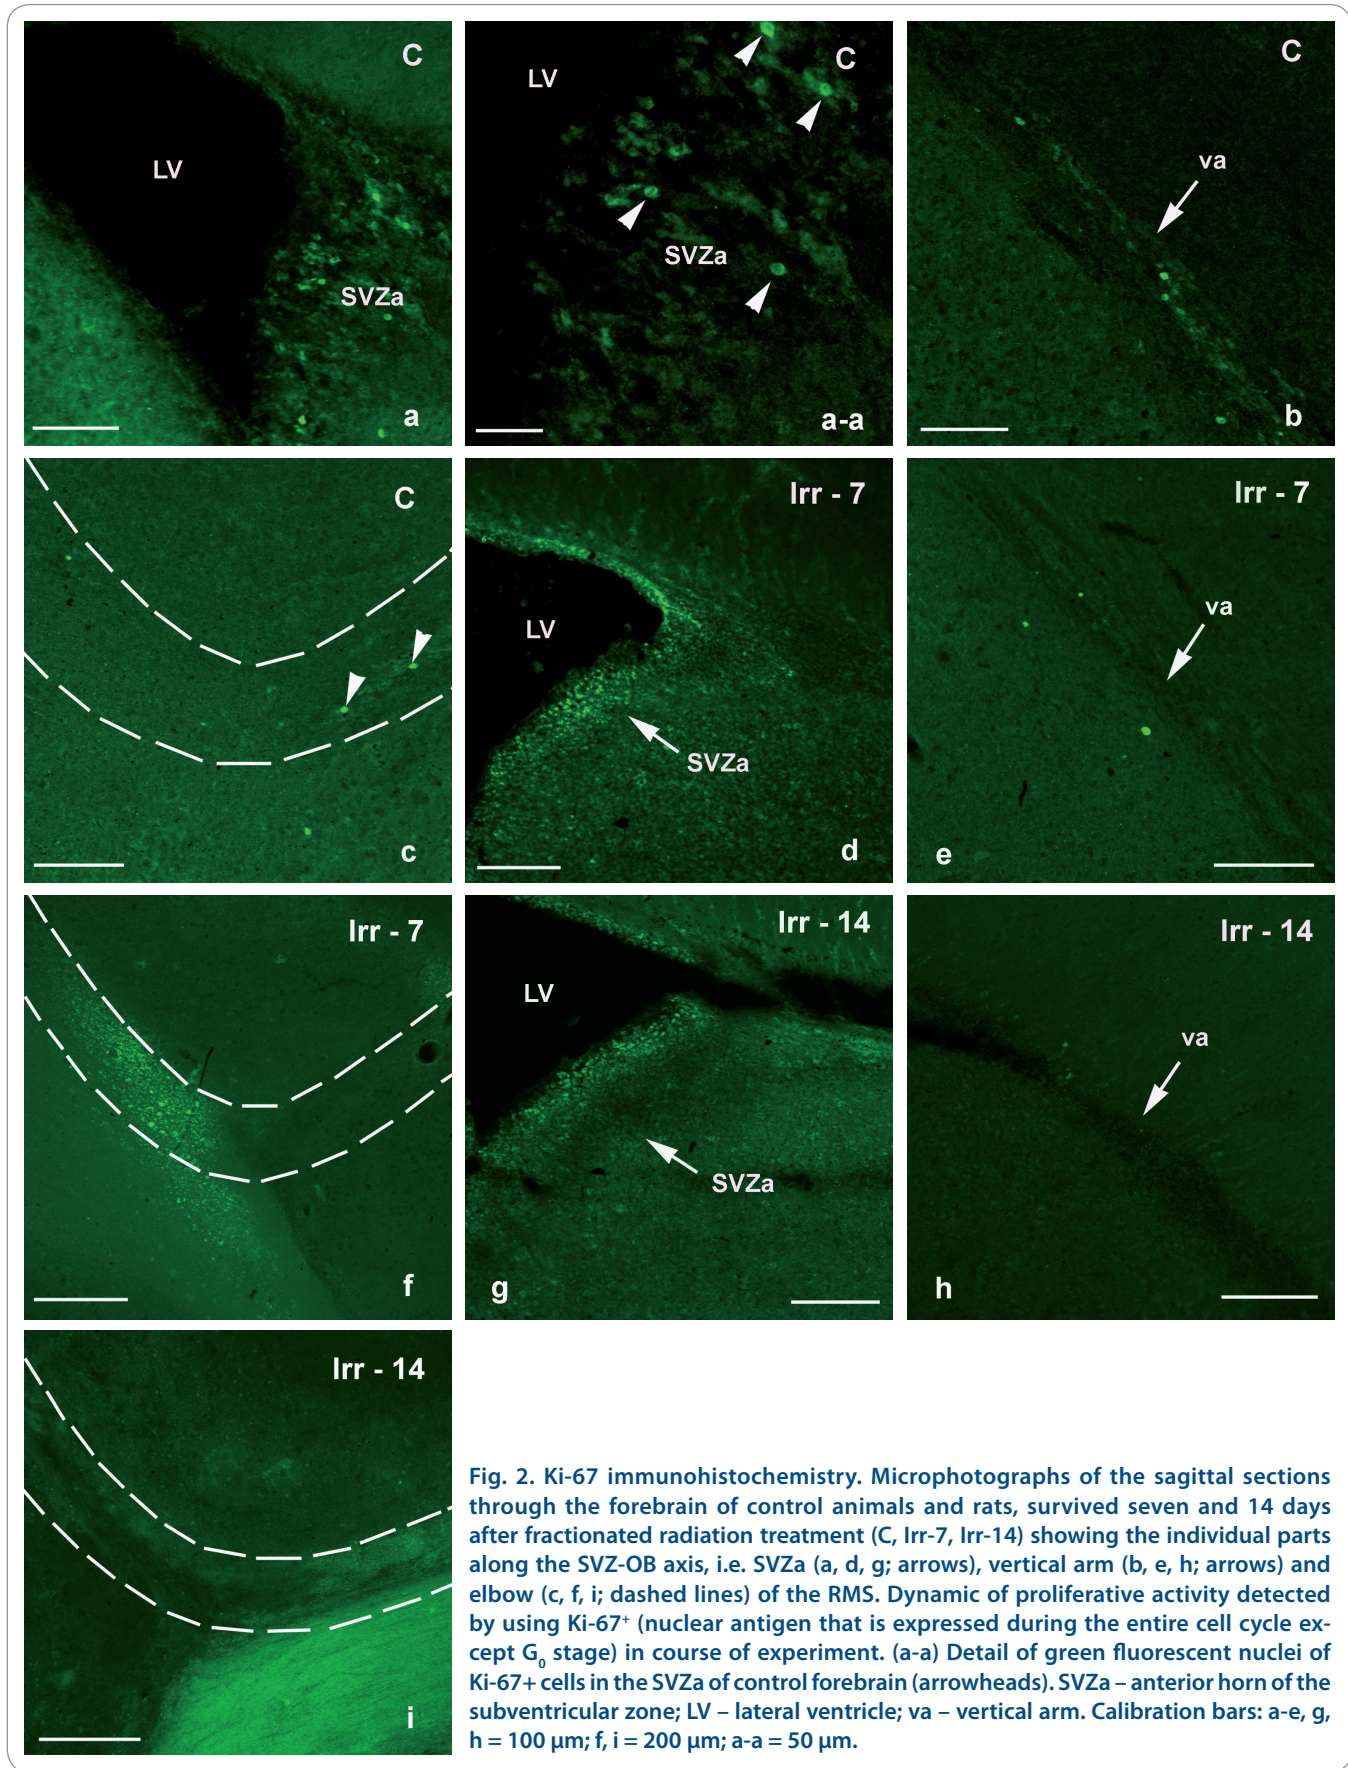 C
LV
SVZa
a
C
LV
SVZa
a-a
C
va
b
C
c
Irr - 7
LV
SVZa
d
Irr - 7
va
e
Irr - 7
f
Irr - 14
LV
SVZa
g
Irr - 14
va
h
Irr - 14
i
Fig. 2. Ki-67 immunohistochemistry. Microphotographs of the sagittal sections
through the forebrain of control animals and rats, survived seven and 14 days
after fractionated radiation treatment (C, Irr-7, Irr-14) showing the individual parts
along the SVZ-OB axis, i.e. SVZa (a, d, g; arrows), vertical arm (b, e, h; arrows) and
elbow (c, f, i; dashed lines) of the RMS. Dynamic of proliferative activity detected
by using Ki-67⁺ (nuclear antigen that is expressed during the entire cell cycle ex-
cept G₀ stage) in course of experiment. (a-a) Detail of green fluorescent nuclei of
Ki-67+ cells in the SVZa of control forebrain (arrowheads). SVZa – anterior horn of the
subventricular zone; LV – lateral ventricle; va – vertical arm. Calibration bars: a-e, g,
h = 100 µm; f, i = 200 µm; a-a = 50 µm.